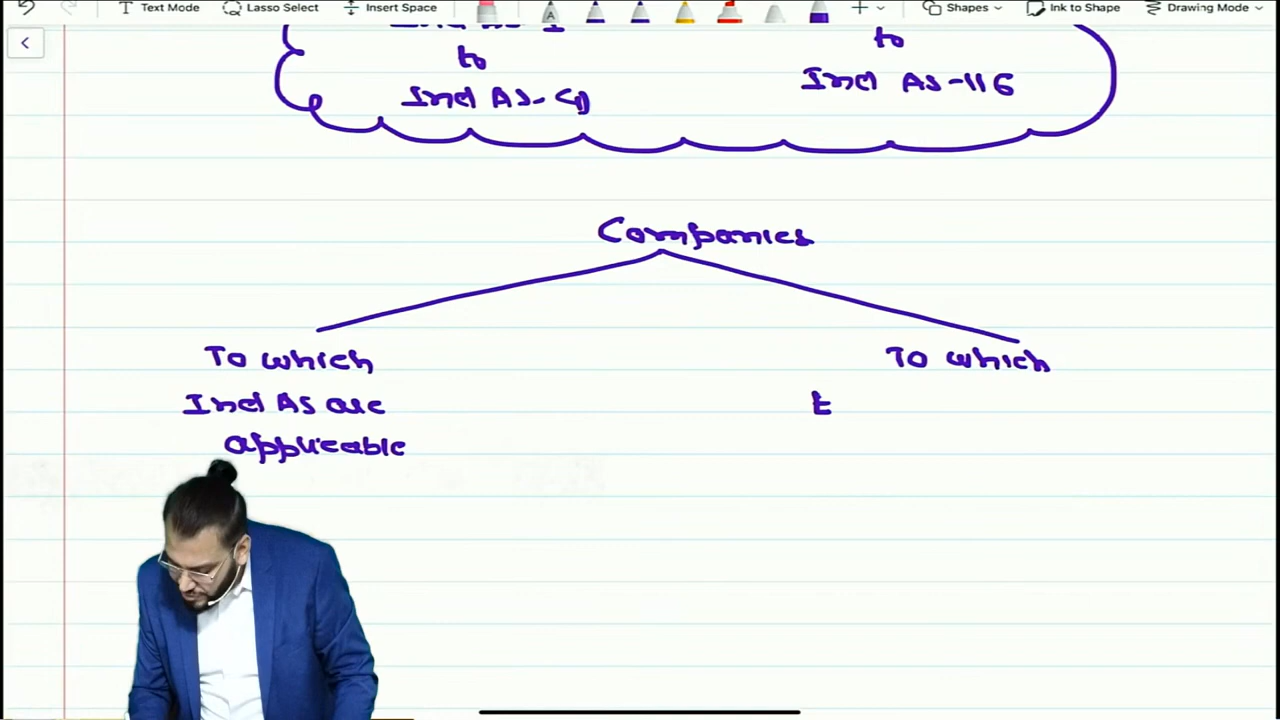 Text Mode Lasso Select Insert Space Shapes Ink to Shape Drawing Mode
to
to
Ind AS-41
Ind AS-116
Companies
To which
To which
Ind AS are
E
applicable